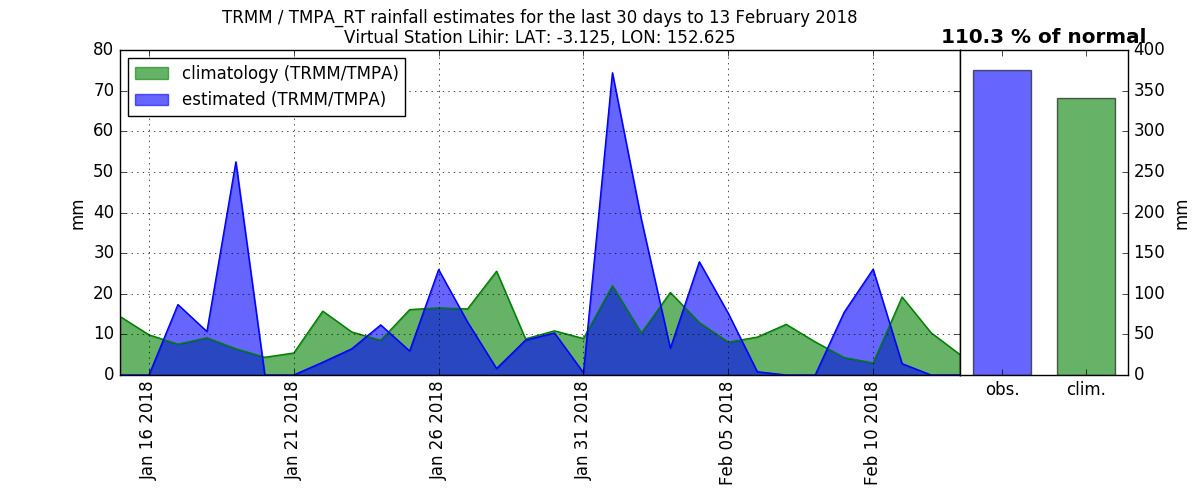 TRMM / TMPA_RT rainfall estimates for the last 30 days to 13 February 2018
Virtual Station Lihir: LAT: -3.125, LON: 152.625
110.3 % of normal
climatology (TRMM/TMPA)
estimated (TRMM/TMPA)
80
70
60
50
40
30
20
10
0
mm
Jan 16 2018
Jan 21 2018
Jan 26 2018
Jan 31 2018
Feb 05 2018
Feb 10 2018
400
350
300
250
200
150
100
50
0
mm
obs.
clim.